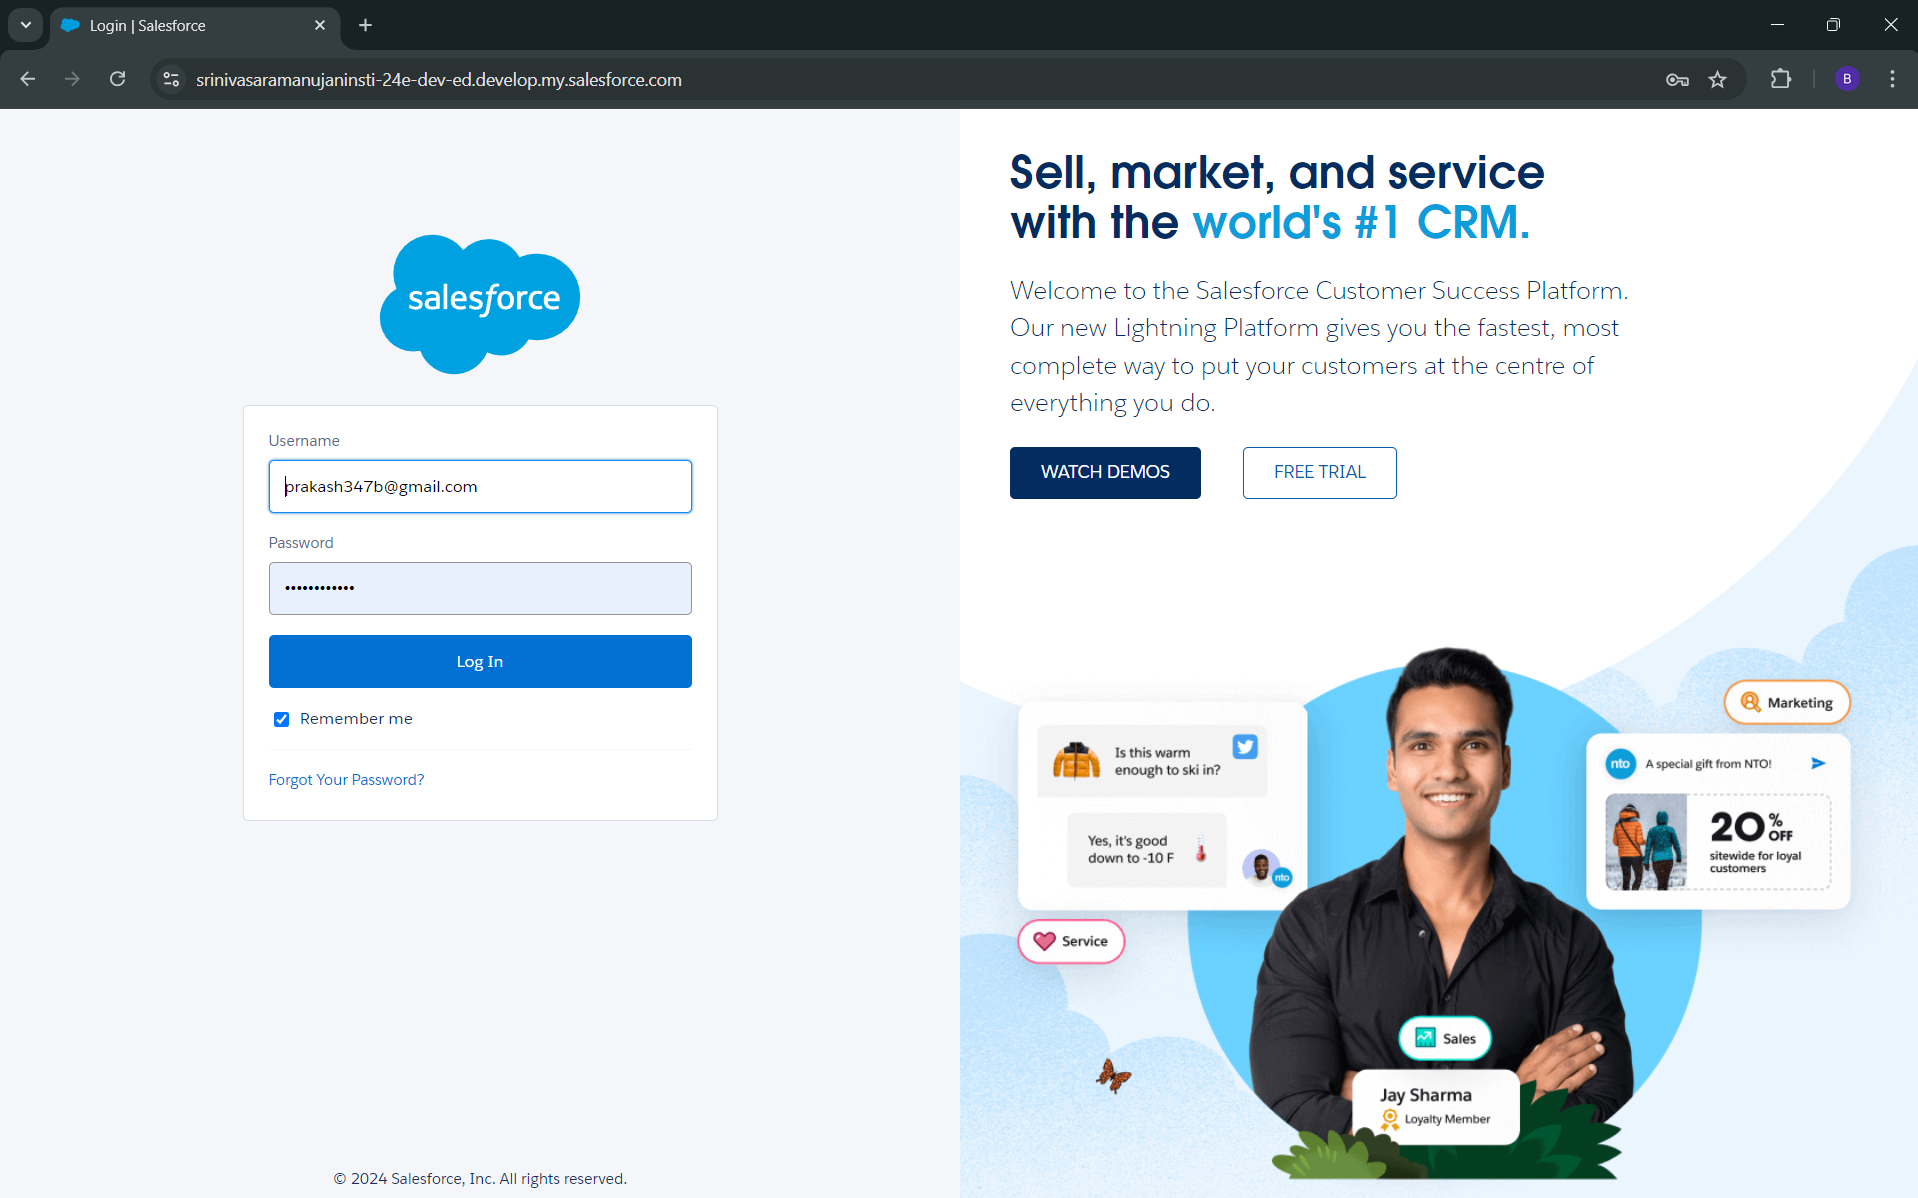 Login | Salesforce
srinivasaramanujaninsti-24e-dev-ed.develop.my.salesforce.com
B
salesforce
Username
prakash347b@gmail.com
Password
••••••••••••
Log In
Remember me
Forgot Your Password?
© 2024 Salesforce, Inc. All rights reserved.
Sell, market, and service
with the world's #1 CRM.
Welcome to the Salesforce Customer Success Platform.
Our new Lightning Platform gives you the fastest, most
complete way to put your customers at the centre of
everything you do.
WATCH DEMOS
FREE TRIAL
Is this warm
enough to ski in?
Yes, it's good
down to -10 F
nto
Service
Marketing
nto
A special gift from NTO!
20% OFF
sitewide for loyal
customers
Sales
Jay Sharma
Loyalty Member